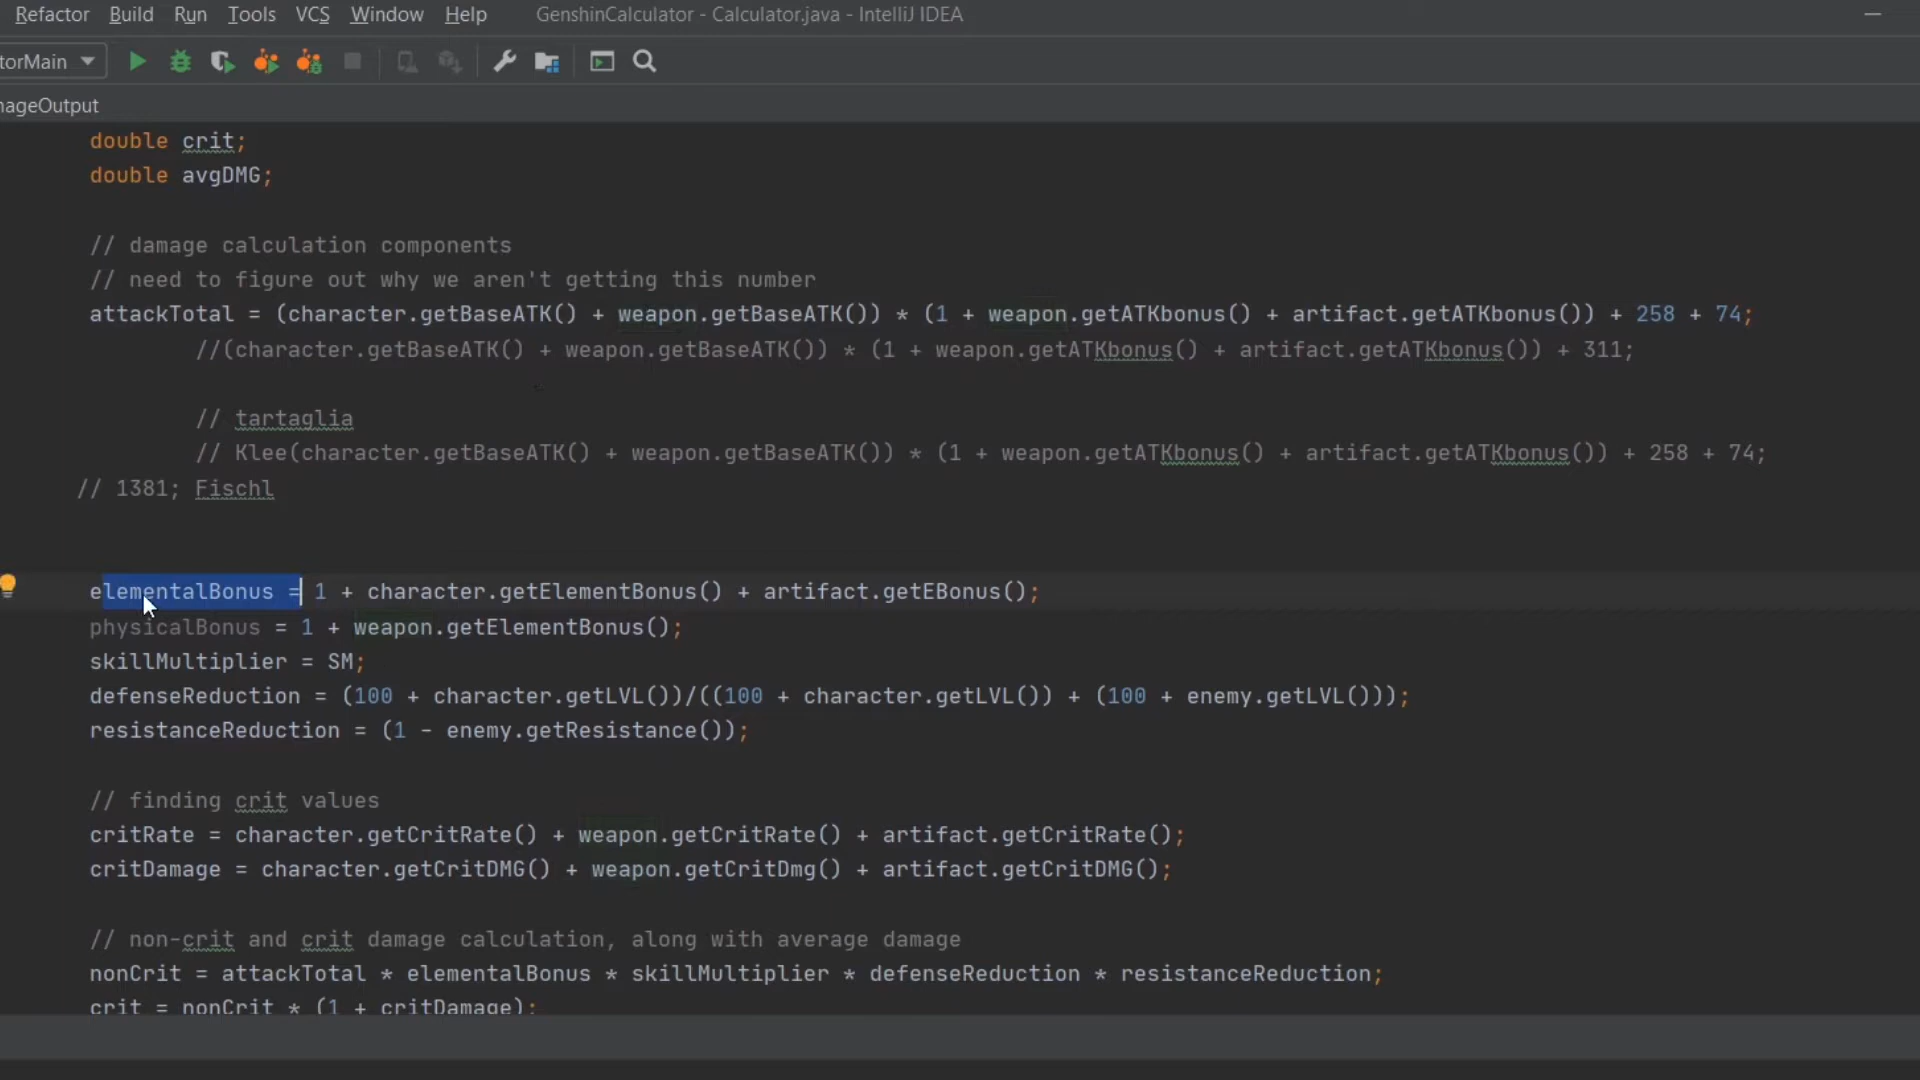 Refactor Build Run Tools VCS Window Help GenshinCalculator - Calculator.java - IntelliJ IDEA
torMain
mageOutput
double crit;
double avgDMG;
// damage calculation components
// need to figure out why we aren't getting this number
attackTotal = (character.getBaseATK() + weapon.getBaseATK()) * (1 + weapon.getATKbonus() + artifact.getATKbonus()) + 258 + 74;
//(character.getBaseATK() + weapon.getBaseATK()) * (1 + weapon.getATKbonus() + artifact.getATKbonus()) + 311;
// tartaglia
// Klee(character.getBaseATK() + weapon.getBaseATK()) * (1 + weapon.getATKbonus() + artifact.getATKbonus()) + 258 + 74;
// 1381; Fischl
elementalBonus = 1 + character.getElementBonus() + artifact.getEBonus();
physicalBonus = 1 + weapon.getElementBonus();
skillMultiplier = SM;
defenseReduction = (100 + character.getLVL())/((100 + character.getLVL()) + (100 + enemy.getLVL()));
resistanceReduction = (1 - enemy.getResistance());
// finding crit values
critRate = character.getCritRate() + weapon.getCritRate() + artifact.getCritRate();
critDamage = character.getCritDMG() + weapon.getCritDmg() + artifact.getCritDMG();
// non-crit and crit damage calculation, along with average damage
nonCrit = attackTotal * elementalBonus * skillMultiplier * defenseReduction * resistanceReduction;
crit = nonCrit * (1 + critDamage);